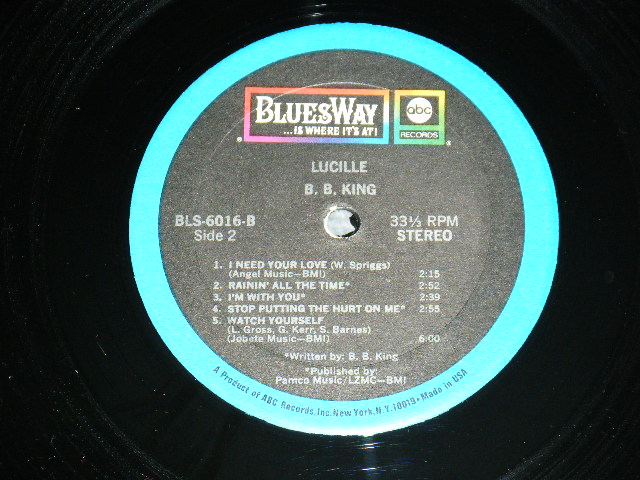 BLUESWAY
...IS WHERE IT'S AT!
abc
RECORDS
LUCILLE
B. B. KING
BLS-6016-B
Side 2
33⅓ RPM
STEREO
1. I NEED YOUR LOVE (W. Spriggs)
(Angel Music—BMI) 2:15
2. RAININ' ALL THE TIME* 2:52
3. I'M WITH YOU* 2:39
4. STOP PUTTING THE HURT ON ME* 2:55
5. WATCH YOURSELF
(L. Gross, G. Kerr, S. Barnes)
(Jobete Music—BMI) 6:00
*Written by: B. B. King
*Published by:
Pamco Music/LZMC—BMI
A Product of ABC Records, Inc. New York, N.Y. 10019 • Made in USA